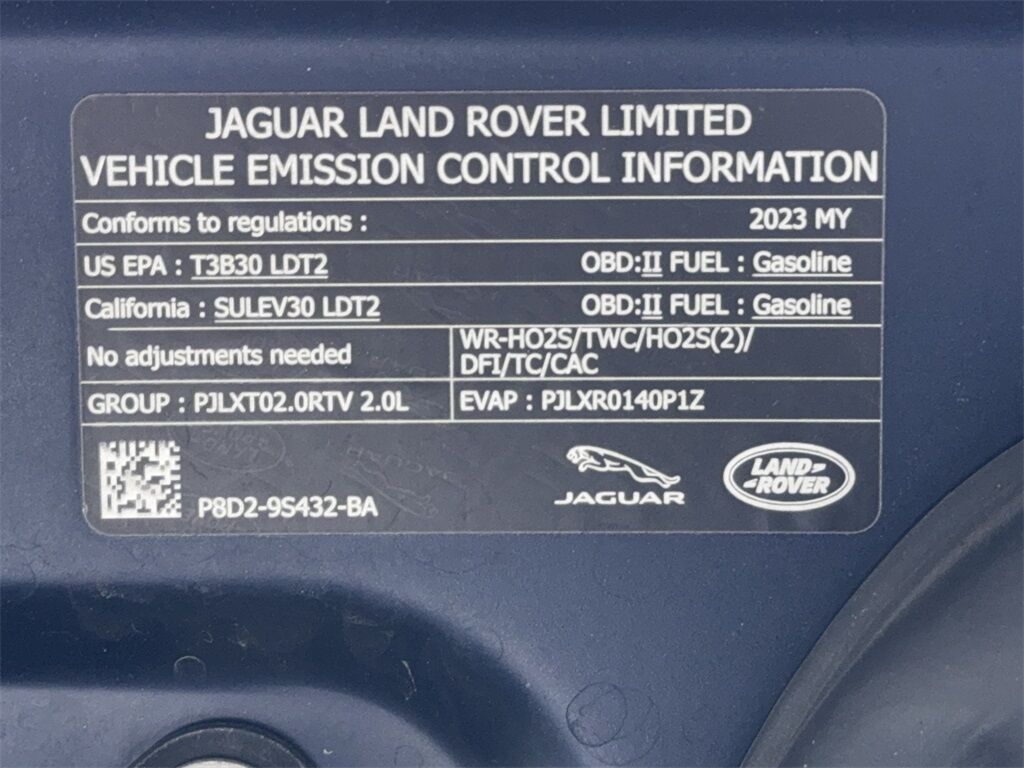 JAGUAR LAND ROVER LIMITED
VEHICLE EMISSION CONTROL INFORMATION
Conforms to regulations : 2023 MY
US EPA : T3B30 LDT2 OBD:II FUEL : Gasoline
California : SULEV30 LDT2 OBD:II FUEL : Gasoline
No adjustments needed
WR-HO2S/TWC/HO2S(2)/
DFI/TC/CAC
GROUP : PJLXT02.0RTV 2.0L EVAP : PJLXR0140P1Z
P8D2-9S432-BA
JAGUAR
LAND-
-ROVER